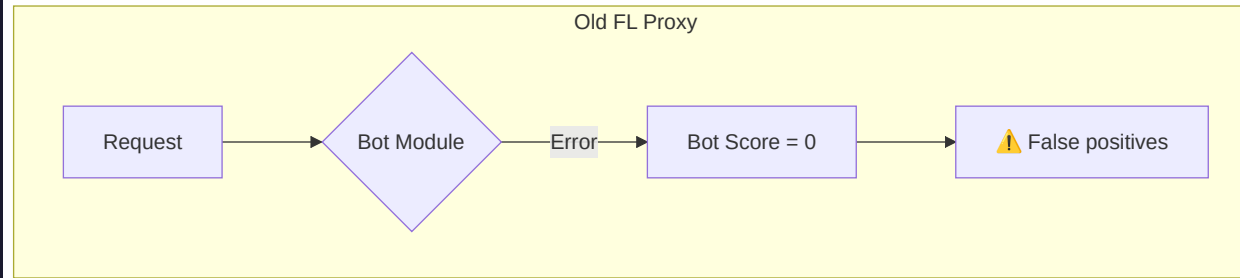 Old FL Proxy
Request
Bot Module
Error
Bot Score = 0
⚠️ False positives